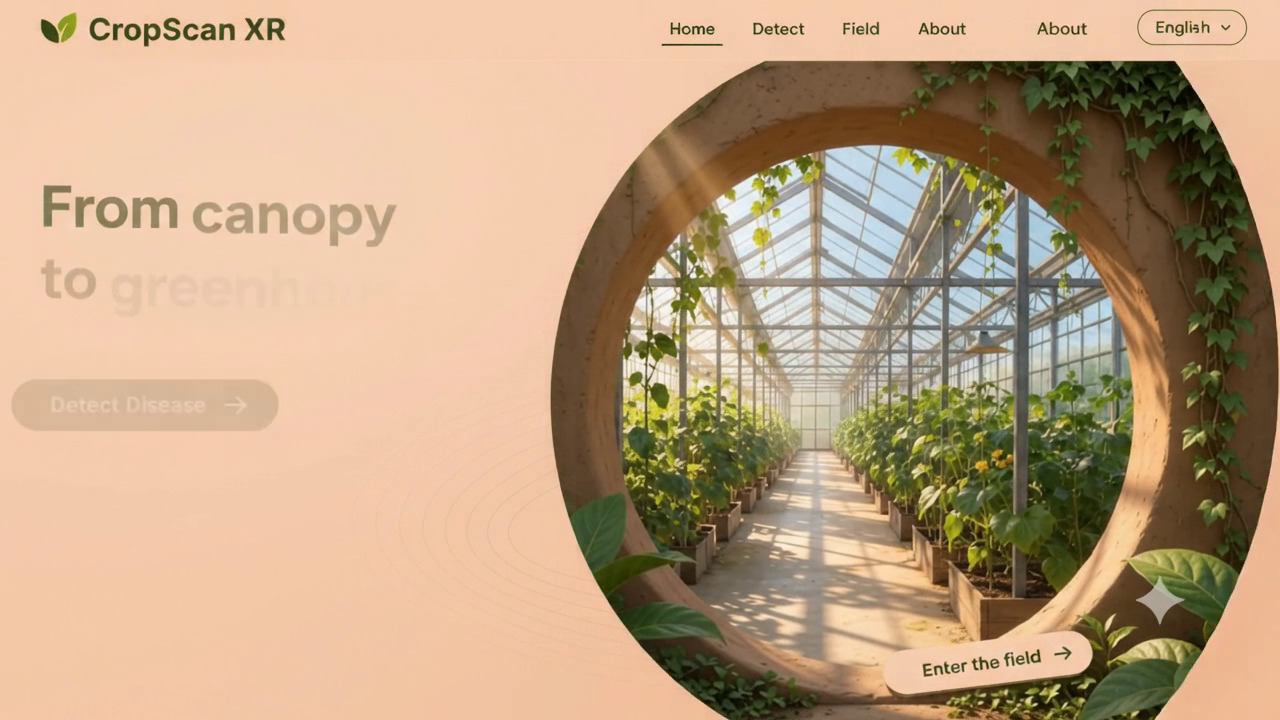 CropScan XR
Home
Detect
Field
About
About
English
From canopy
to
Detect Disease
Enter the field